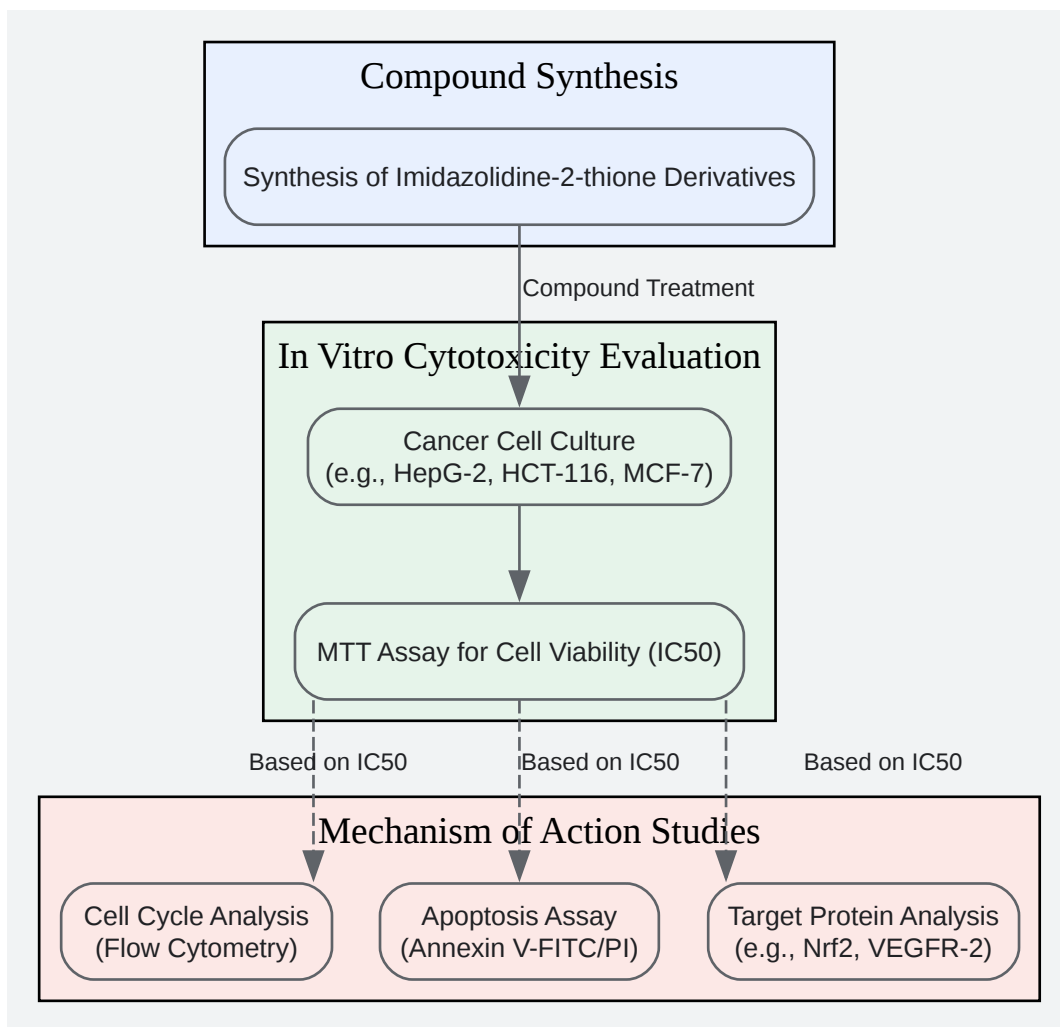 Compound Synthesis
Synthesis of Imidazolidine-2-thione Derivatives
Compound Treatment
In Vitro Cytotoxicity Evaluation
Cancer Cell Culture
(e.g., HepG-2, HCT-116, MCF-7)
MTT Assay for Cell Viability (IC50)
Based on IC50
Based on IC50
Based on IC50
Mechanism of Action Studies
Cell Cycle Analysis
(Flow Cytometry)
Apoptosis Assay
(Annexin V-FITC/PI)
Target Protein Analysis
(e.g., Nrf2, VEGFR-2)